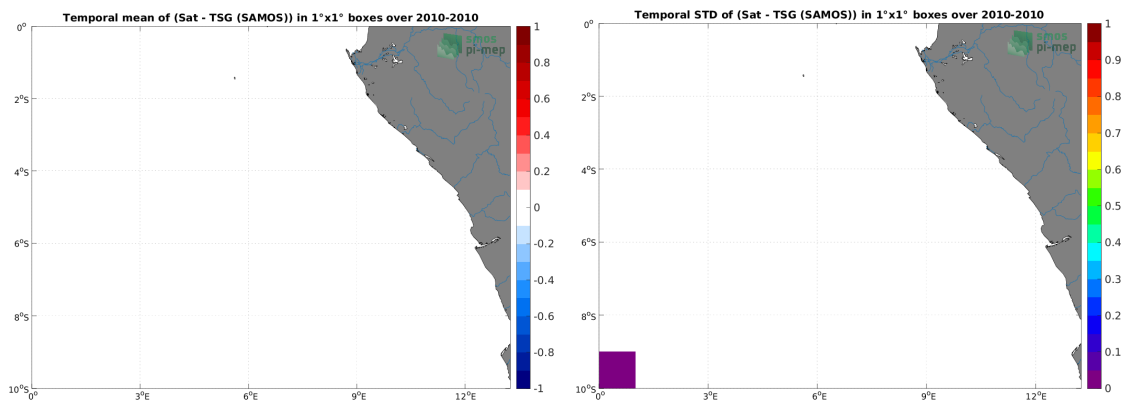 Temporal mean of (Sat - TSG (SAMOS)) in 1°x1° boxes over 2010-2010
0°
2°S
4°S
6°S
8°S
10°S
0°
3°E
6°E
9°E
12°E
1
0.8
0.6
0.4
0.2
0
-0.2
-0.4
-0.6
-0.8
-1
smos
pi-mep
Temporal STD of (Sat - TSG (SAMOS)) in 1°x1° boxes over 2010-2010
0°
2°S
4°S
6°S
8°S
10°S
0°
3°E
6°E
9°E
12°E
1
0.9
0.8
0.7
0.6
0.5
0.4
0.3
0.2
0.1
0
smos
pi-mep